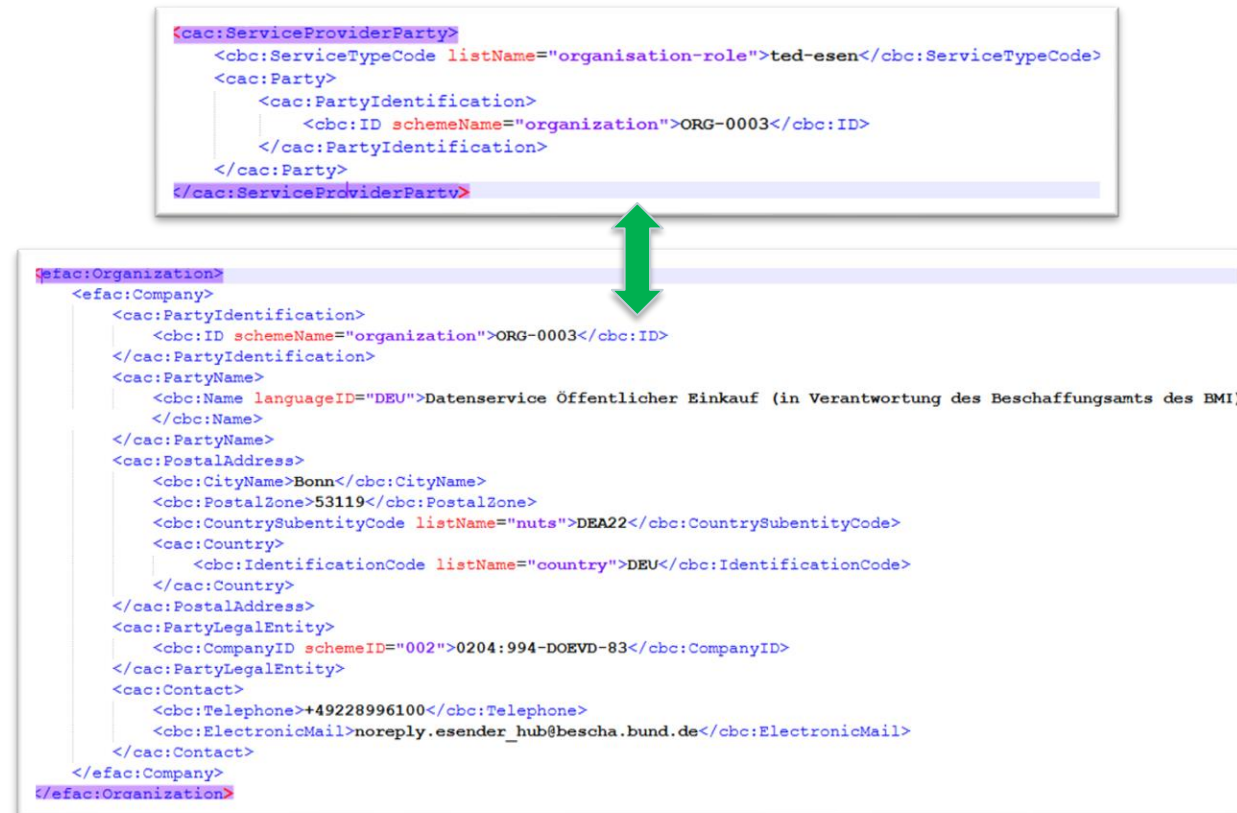 <cac:ServiceProviderParty>
<cbc:ServiceTypeCode listName="organisation-role">ted-esen</cbc:ServiceTypeCode>
<cac:Party>
<cac:PartyIdentification>
<cbc:ID schemeName="organization">ORG-0003</cbc:ID>
</cac:PartyIdentification>
</cac:Party>
</cac:ServiceProviderParty>
<efac:Organization>
<efac:Company>
<cac:PartyIdentification>
<cbc:ID schemeName="organization">ORG-0003</cbc:ID>
</cac:PartyIdentification>
<cac:PartyName>
<cbc:Name languageID="DEU">Datenservice Öffentlicher Einkauf (in Verantwortung des Beschaffungsamts des BMI)
</cbc:Name>
</cac:PartyName>
<cac:PostalAddress>
<cbc:CityName>Bonn</cbc:CityName>
<cbc:PostalZone>53119</cbc:PostalZone>
<cbc:CountrySubentityCode listName="nuts">DEA22</cbc:CountrySubentityCode>
<cac:Country>
<cbc:IdentificationCode listName="country">DEU</cbc:IdentificationCode>
</cac:Country>
</cac:PostalAddress>
<cac:PartyLegalEntity>
<cbc:CompanyID schemeID="002">0204:994-DOEVD-83</cbc:CompanyID>
</cac:PartyLegalEntity>
<cac:Contact>
<cbc:Telephone>+49228996100</cbc:Telephone>
<cbc:ElectronicMail>noreply.esender_hub@bescha.bund.de</cbc:ElectronicMail>
</cac:Contact>
</efac:Company>
</efac:Organization>